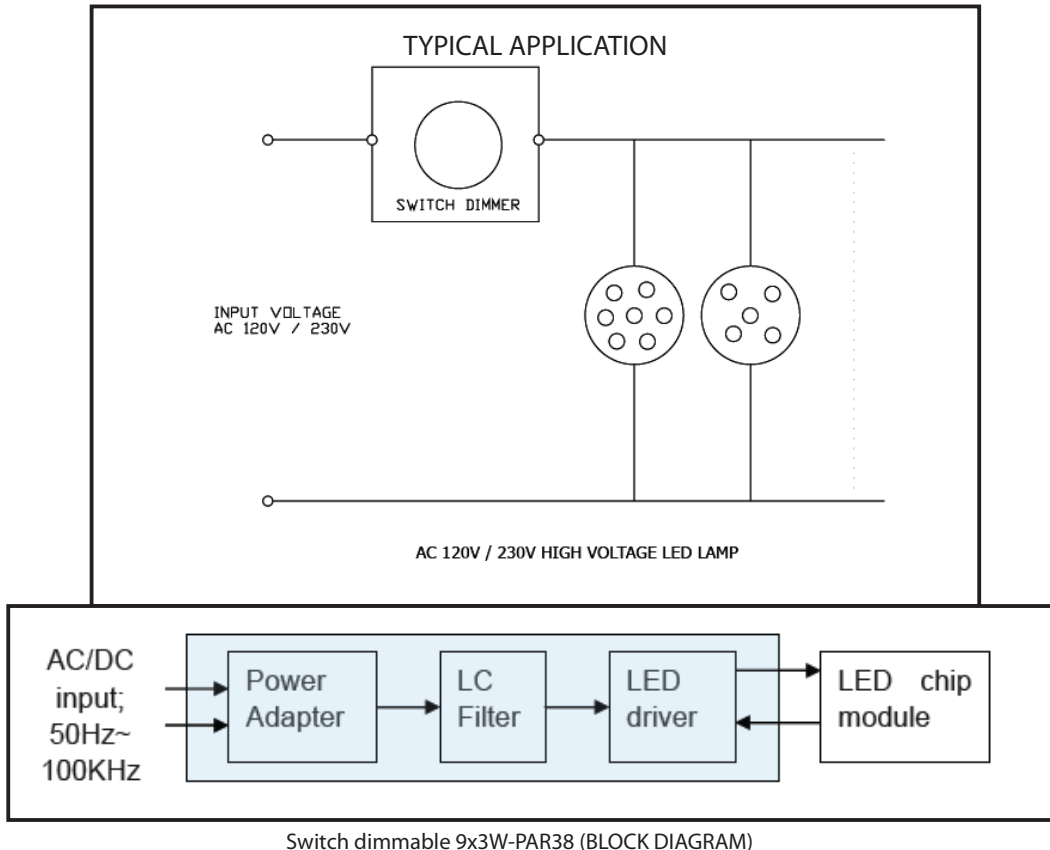 TYPICAL APPLICATION
SWITCH DIMMER
INPUT VOLTAGE
AC 120V / 230V
AC 120V / 230V HIGH VOLTAGE LED LAMP
AC/DC
input;
50Hz~
100KHz
Power
Adapter
LC
Filter
LED
driver
LED chip
module
Switch dimmable 9x3W-PAR38 (BLOCK DIAGRAM)